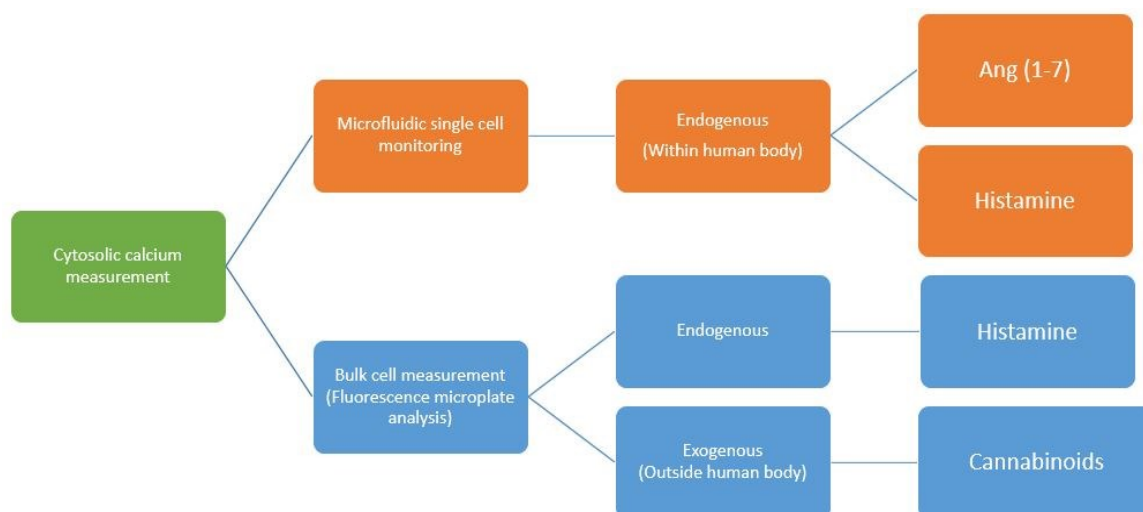 Cytosolic calcium
measurement
Microfluidic single cell
monitoring
Endogenous
(Within human body)
Ang (1-7)
Histamine
Bulk cell measurement
(Fluorescence microplate
analysis)
Endogenous
Histamine
Exogenous
(Outside human body)
Cannabinoids